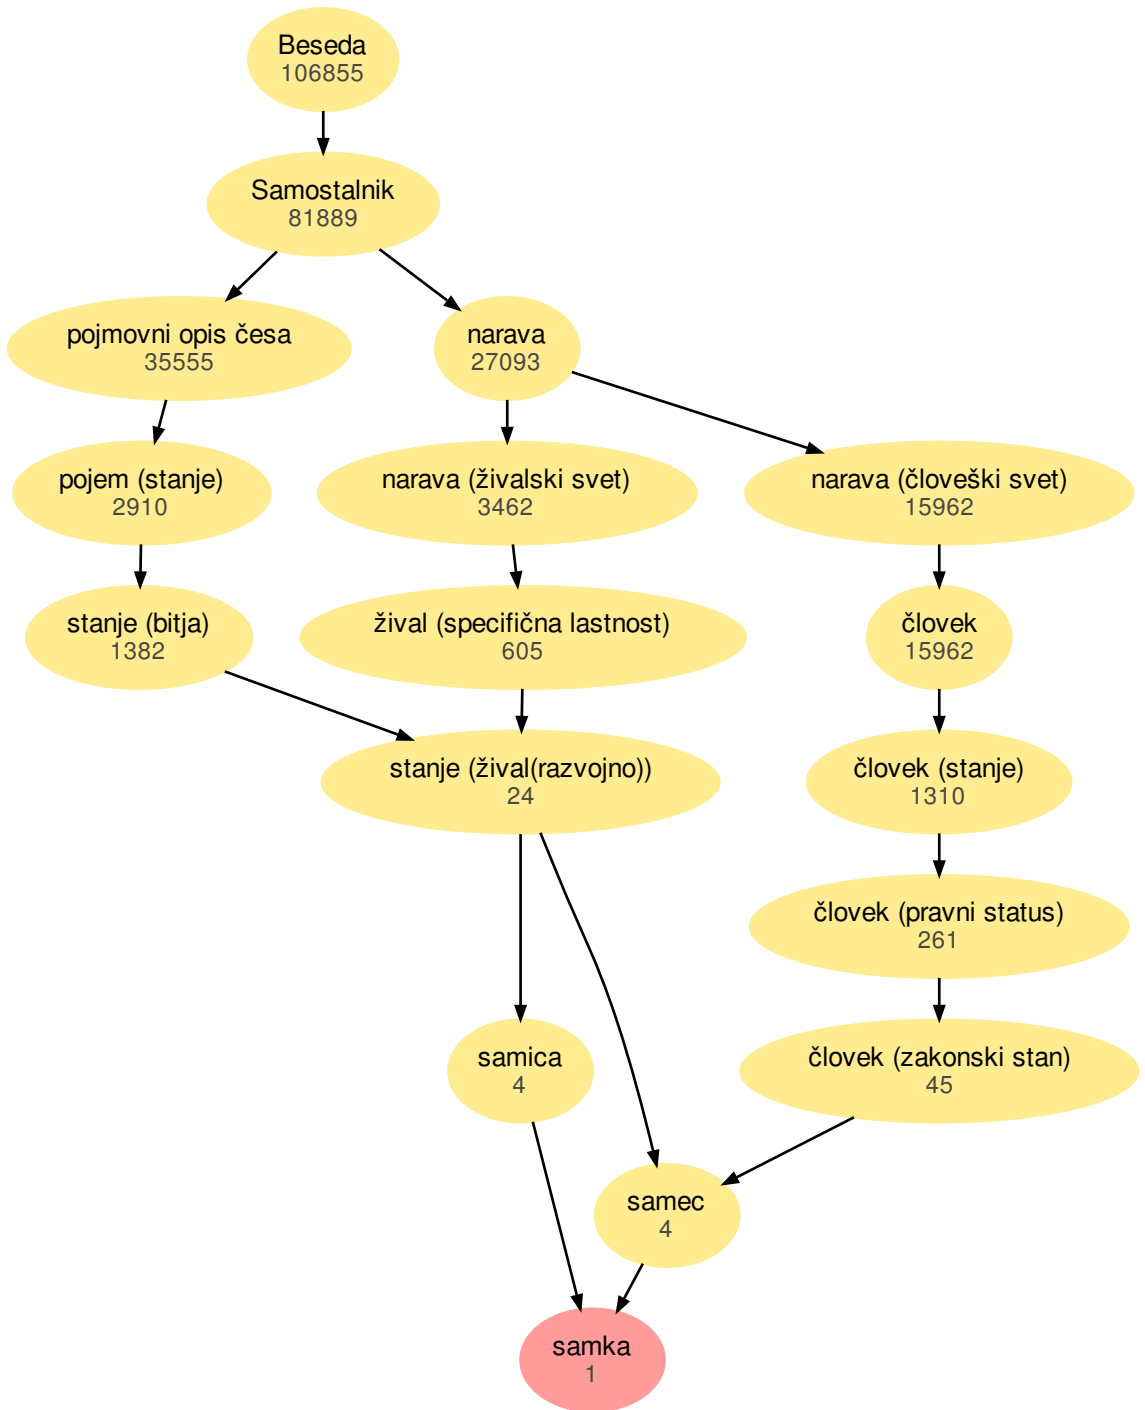 Beseda
106855
Samostalnik
81889
pojmovni opis česa
35555
narava
27093
pojem (stanje)
2910
narava (živalski svet)
3462
narava (človeški svet)
15962
stanje (bitja)
1382
žival (specifična lastnost)
605
človek
15962
stanje (žival(razvojno))
24
človek (stanje)
1310
človek (pravni status)
261
samica
4
človek (zakonski stan)
45
samec
4
samka
1